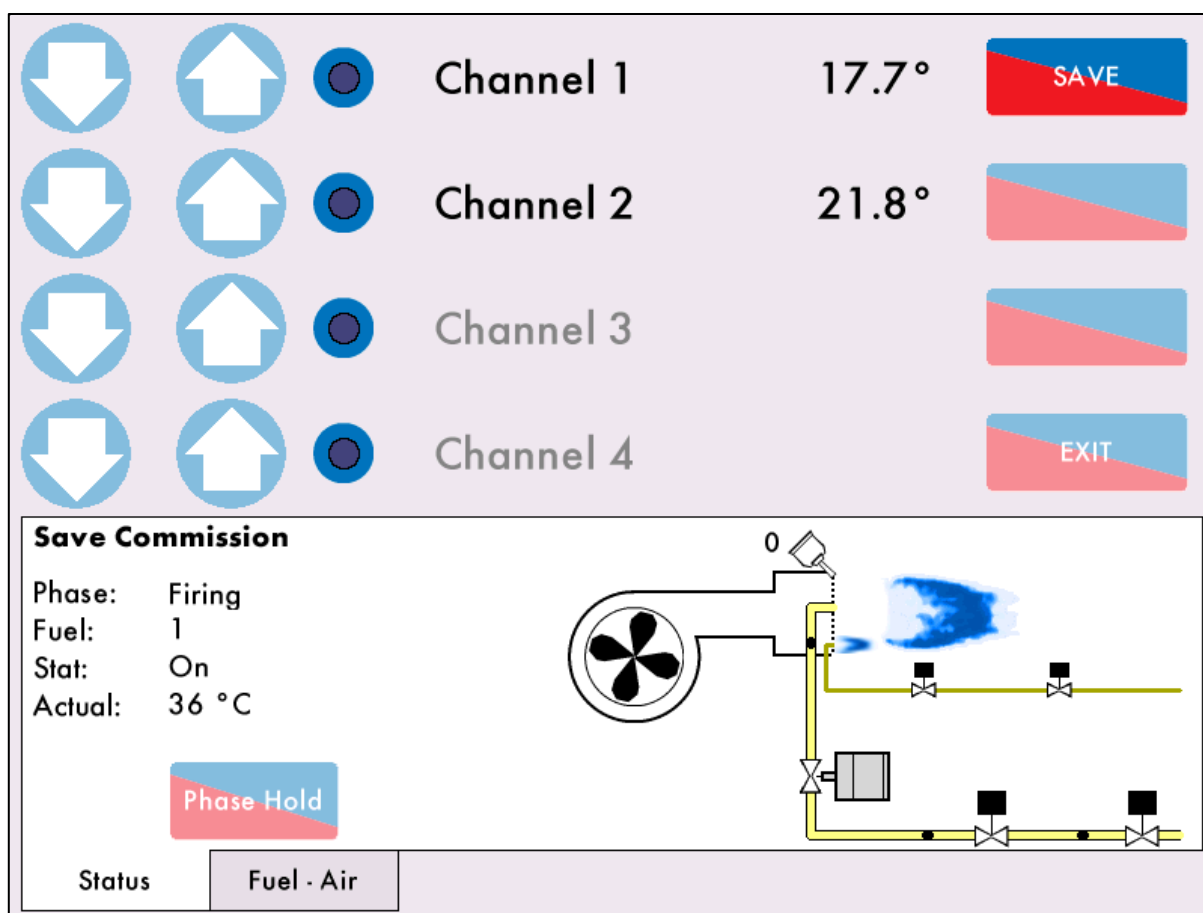 Channel 1 17.7° SAVE
Channel 2 21.8°
Channel 3
Channel 4 EXIT
Save Commission
0
Phase: Firing
Fuel: 1
Stat: On
Actual: 36 °C
Phase Hold
Status Fuel - Air